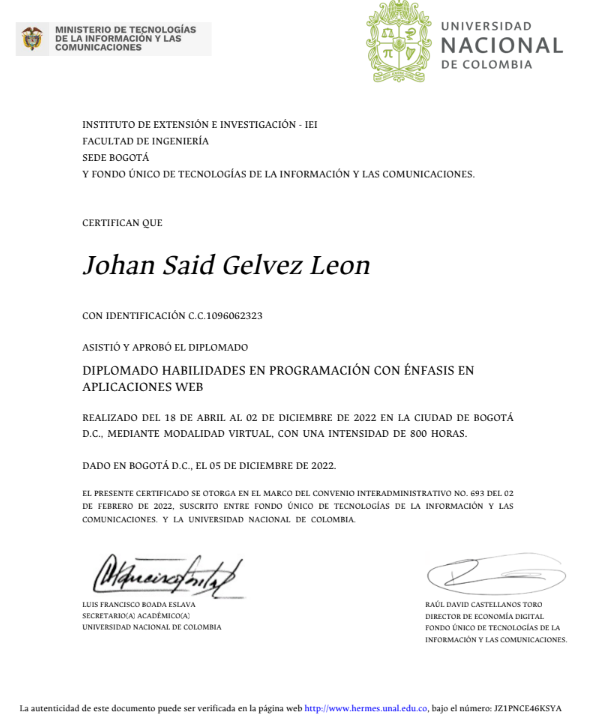 MINISTERIO DE TECNOLOGÍAS
DE LA INFORMACIÓN Y LAS
COMUNICACIONES
UNIVERSIDAD
NACIONAL
DE COLOMBIA
INSTITUTO DE EXTENSIÓN E INVESTIGACIÓN - IEI
FACULTAD DE INGENIERÍA
SEDE BOGOTÁ
Y FONDO ÚNICO DE TECNOLOGÍAS DE LA INFORMACIÓN Y LAS COMUNICACIONES.
CERTIFICAN QUE
Johan Said Gelvez Leon
CON IDENTIFICACIÓN C.C.1096062323
ASISTIÓ Y APROBÓ EL DIPLOMADO
DIPLOMADO HABILIDADES EN PROGRAMACIÓN CON ÉNFASIS EN
APLICACIONES WEB
REALIZADO DEL 18 DE ABRIL AL 02 DE DICIEMBRE DE 2022 EN LA CIUDAD DE BOGOTÁ
D.C., MEDIANTE MODALIDAD VIRTUAL, CON UNA INTENSIDAD DE 800 HORAS.
DADO EN BOGOTÁ D.C., EL 05 DE DICIEMBRE DE 2022.
EL PRESENTE CERTIFICADO SE OTORGA EN EL MARCO DEL CONVENIO INTERADMINISTRATIVO NO. 693 DEL 02
DE FEBRERO DE 2022, SUSCRITO ENTRE FONDO ÚNICO DE TECNOLOGÍAS DE LA INFORMACIÓN Y LAS
COMUNICACIONES. Y LA UNIVERSIDAD NACIONAL DE COLOMBIA.
LUIS FRANCISCO BOADA ESLAVA
SECRETARIO(A) ACADÉMICO(A)
UNIVERSIDAD NACIONAL DE COLOMBIA
RAÚL DAVID CASTELLANOS TORO
DIRECTOR DE ECONOMÍA DIGITAL
FONDO ÚNICO DE TECNOLOGÍAS DE LA
INFORMACIÓN Y LAS COMUNICACIONES.
La autenticidad de este documento puede ser verificada en la página web http://www.hermes.unal.edu.co, bajo el número: JZ1PNCE46KSYA